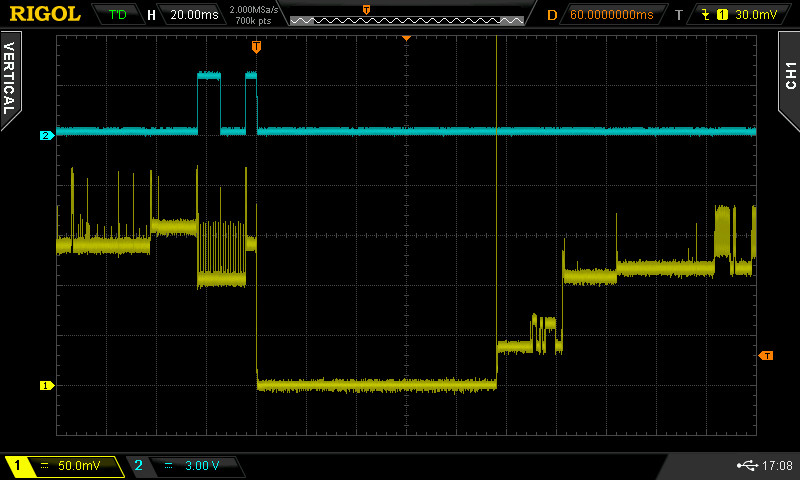 RIGOL T'D H 20.00ms 2.000MSa/s 700k pts T D 60.0000000ms T 1 30.0mV
VERTICAL
CH1
T
2
T
1
1 50.0mV 2 3.00 V 17:08